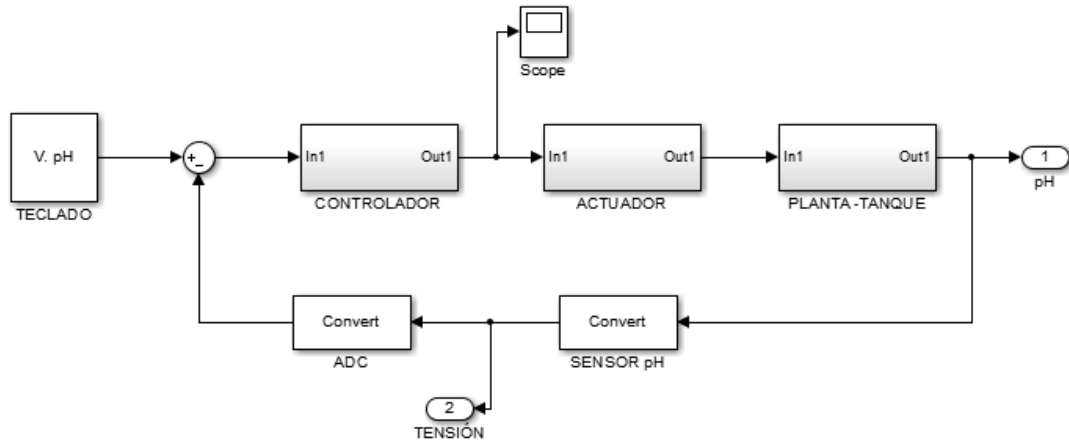 Scope
V. pH
TECLADO
+
-
In1
Out1
CONTROLADOR
In1
Out1
ACTUADOR
In1
Out1
PLANTA -TANQUE
1
pH
Convert
ADC
Convert
SENSOR pH
2
TENSIÓN